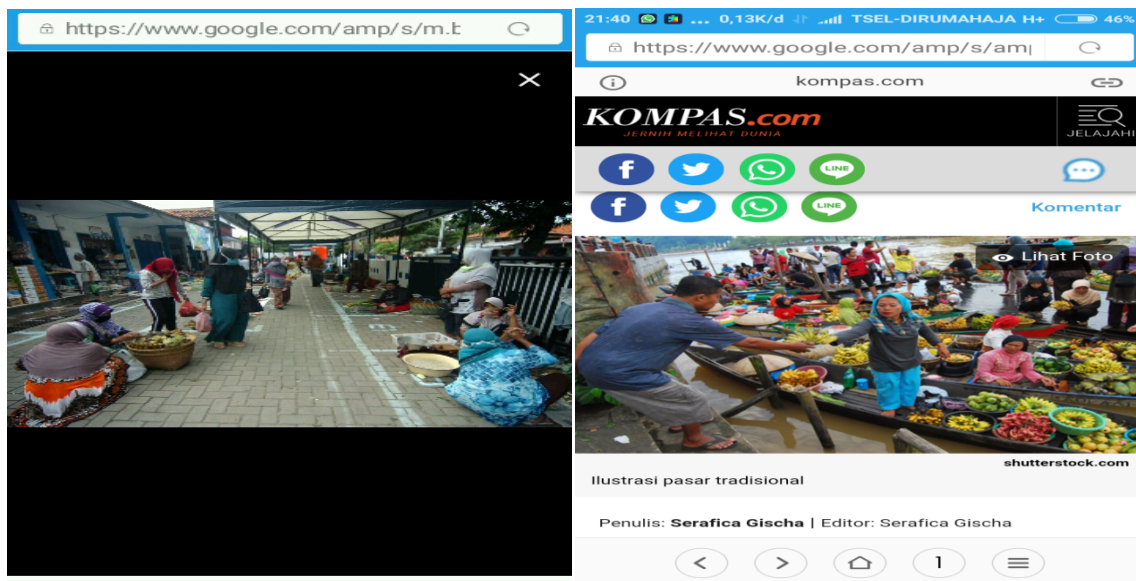 https://www.google.com/amp/s/m.b
21:40 ... 0,13K/d TSEL-DIRUMAHAJA H+ 46%
https://www.google.com/amp/s/am
kompas.com
KOMPAS.com
JERNIH MELIHAT DUNIA
JELAJAHI
LINE
LINE
Komentar
Lihat Foto
shutterstock.com
Ilustrasi pasar tradisional
Penulis: Serafica Gischa | Editor: Serafica Gischa
1